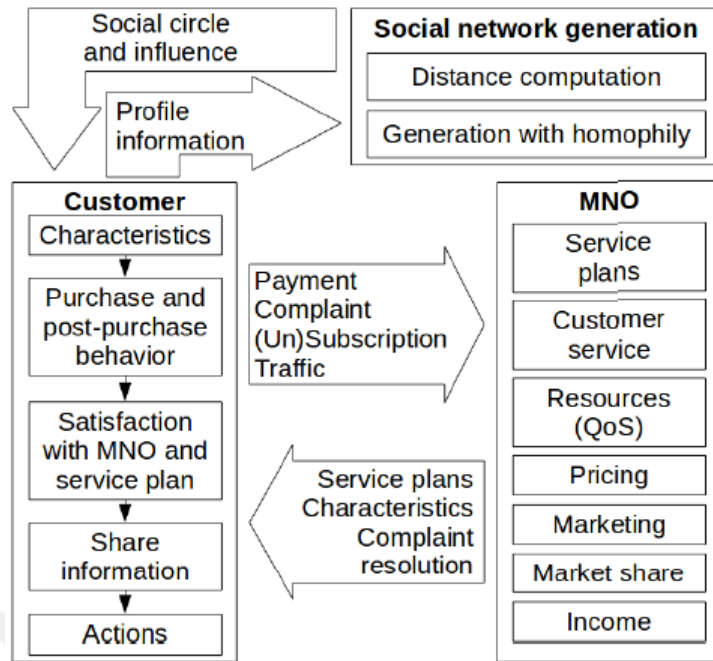 Social circle
and influence
Profile
information
Social network generation
Distance computation
Generation with homophily
Customer
Characteristics
Purchase and
post-purchase
behavior
Satisfaction
with MNO and
service plan
Share
information
Actions
Payment
Complaint
(Un)Subscription
Traffic
Service plans
Characteristics
Complaint
resolution
MNO
Service
plans
Customer
service
Resources
(QoS)
Pricing
Marketing
Market share
Income